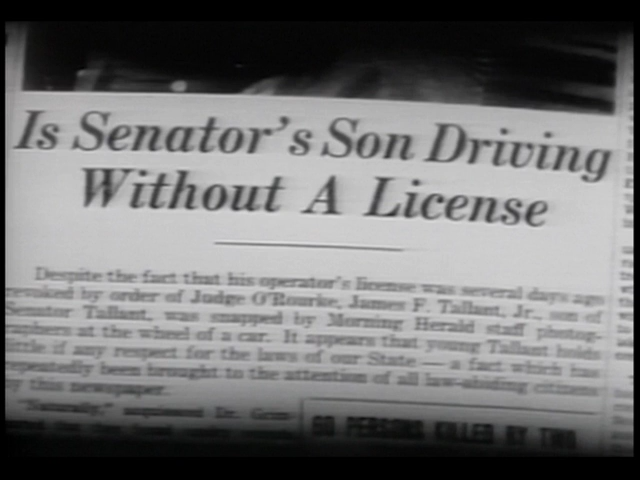 Is Senator's Son Driving
Without A License
Despite the fact that his operator's license was several days ago
revoked by order of Judge O'Rourke, James F. Tallant, Jr., son of
Senator Tallant, was snapped by Morning Herald staff photog-
raphers at the wheel of a car. It appears that young Tallant holds
little if any respect for the laws of our State — a fact which has
repeatedly been brought to the attention of all law-abiding citizens
by this newspaper.
"Naturally," Dr.
60 PERSONS KILLED BY TWO